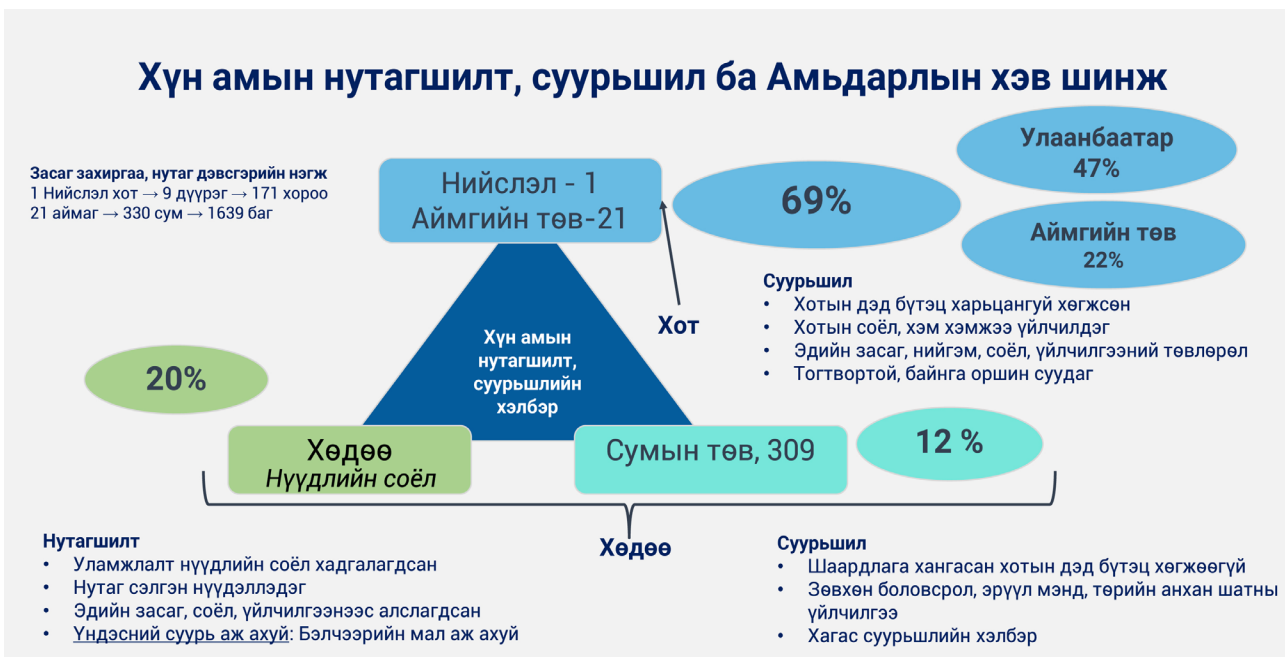 Хүн амын нутагшилт, суурьшил ба Амьдарлын хэв шинж
Засаг захиргаа, нутаг дэвсгэрийн нэгж
1 Нийслэл хот → 9 дүүрэг → 171 хороо
21 аймаг → 330 сум → 1639 баг
Нийслэл - 1
Аймгийн төв-21
69%
Улаанбаатар
47%
Аймгийн төв
22%
Хот
Суурьшил
• Хотын дэд бүтэц харьцангуй хөгжсөн
• Хотын соёл, хэм хэмжээ үйлчилдэг
• Эдийн засаг, нийгэм, соёл, үйлчилгээний төвлөрөл
• Тогтвортой, байнга оршин суудаг
Хүн амын
нутагшилт,
суурьшлийн
хэлбэр
20%
Хөдөө
Нүүдлийн соёл
Сумын төв, 309
12 %
Хөдөө
Нутагшилт
• Уламжлалт нүүдлийн соёл хадгалагдсан
• Нутаг сэлгэн нүүдэллэдэг
• Эдийн засаг, соёл, үйлчилгээнээс алслагдсан
• Үндэсний суурь аж ахуй: Бэлчээрийн мал аж ахуй
Суурьшил
• Шаардлага хангасан хотын дэд бүтэц хөгжөөгүй
• Зөвхөн боловсрол, эрүүл мэнд, төрийн анхан шатны
үйлчилгээ
• Хагас суурьшлийн хэлбэр